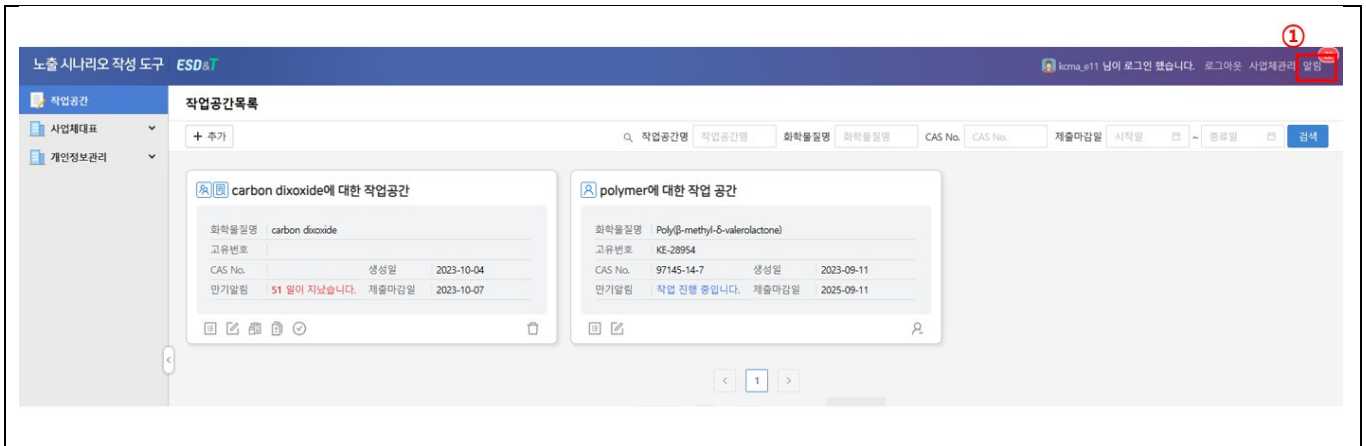 ①
노출 시나리오 작성 도구 ESD&T
kcma_e11 님이 로그인 했습니다. 로그아웃 사업체관리 알림
작업공간
사업체대표
개인정보관리
작업공간목록
+ 추가
작업공간명 작업공간명 화학물질명 화학물질명 CAS No. CAS No. 제출마감일 시작일 ~ 종료일 검색
carbon dixoxide에 대한 작업공간
화학물질명 carbon dixoxide
고유번호
CAS No. 생성일 2023-10-04
만기알림 51 일이 지났습니다. 제출마감일 2023-10-07
polymer에 대한 작업 공간
화학물질명 Poly(β-methyl-δ-valerolactone)
고유번호 KE-28954
CAS No. 97145-14-7 생성일 2023-09-11
만기알림 작업 진행 중입니다. 제출마감일 2025-09-11
< 1 >